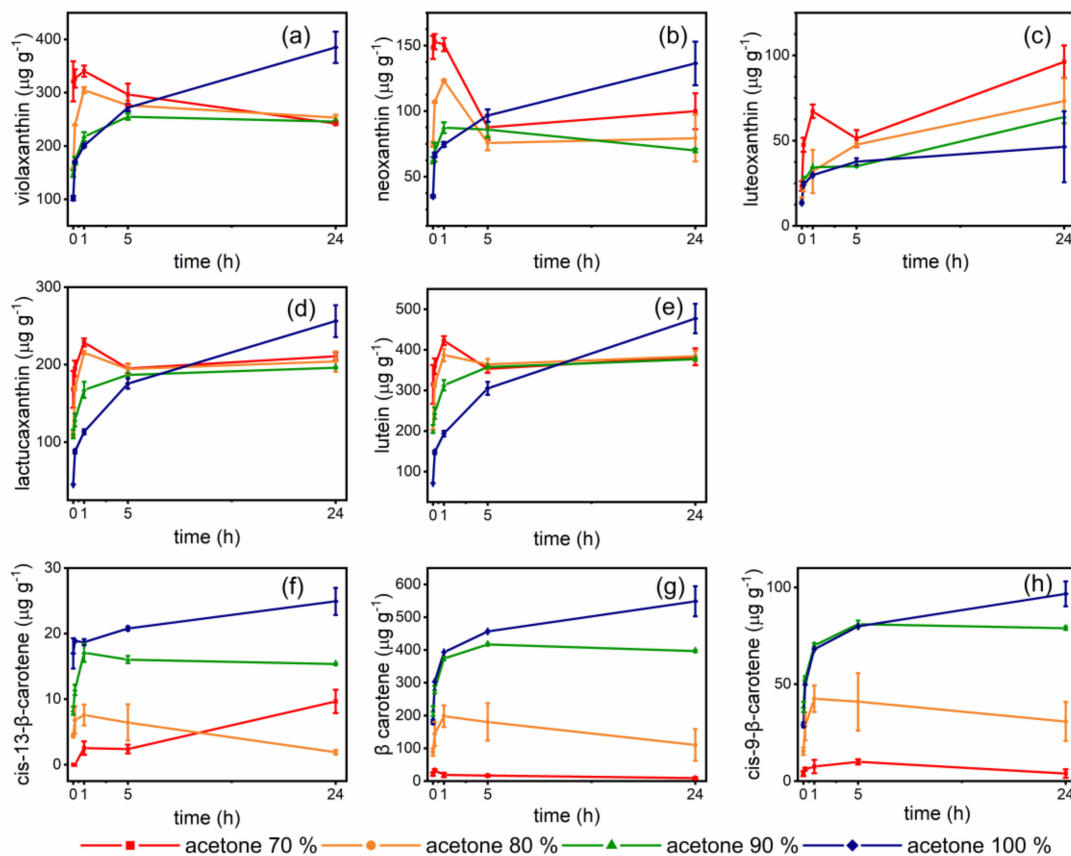 (a)
violaxanthin (µg g⁻¹)
400
300
200
100
0 1 5 24
time (h)
(b)
neoxanthin (µg g⁻¹)
150
100
50
0 1 5 24
time (h)
(c)
luteoxanthin (µg g⁻¹)
100
50
0
0 1 5 24
time (h)
(d)
lactucaxanthin (µg g⁻¹)
300
200
100
0 1 5 24
time (h)
(e)
lutein (µg g⁻¹)
500
400
300
200
100
0 1 5 24
time (h)
(f)
cis-13-β-carotene (µg g⁻¹)
30
20
10
0
0 1 5 24
time (h)
(g)
β carotene (µg g⁻¹)
600
500
400
300
200
100
0
0 1 5 24
time (h)
(h)
cis-9-β-carotene (µg g⁻¹)
100
50
0
0 1 5 24
time (h)
acetone 70 % acetone 80 % acetone 90 % acetone 100 %